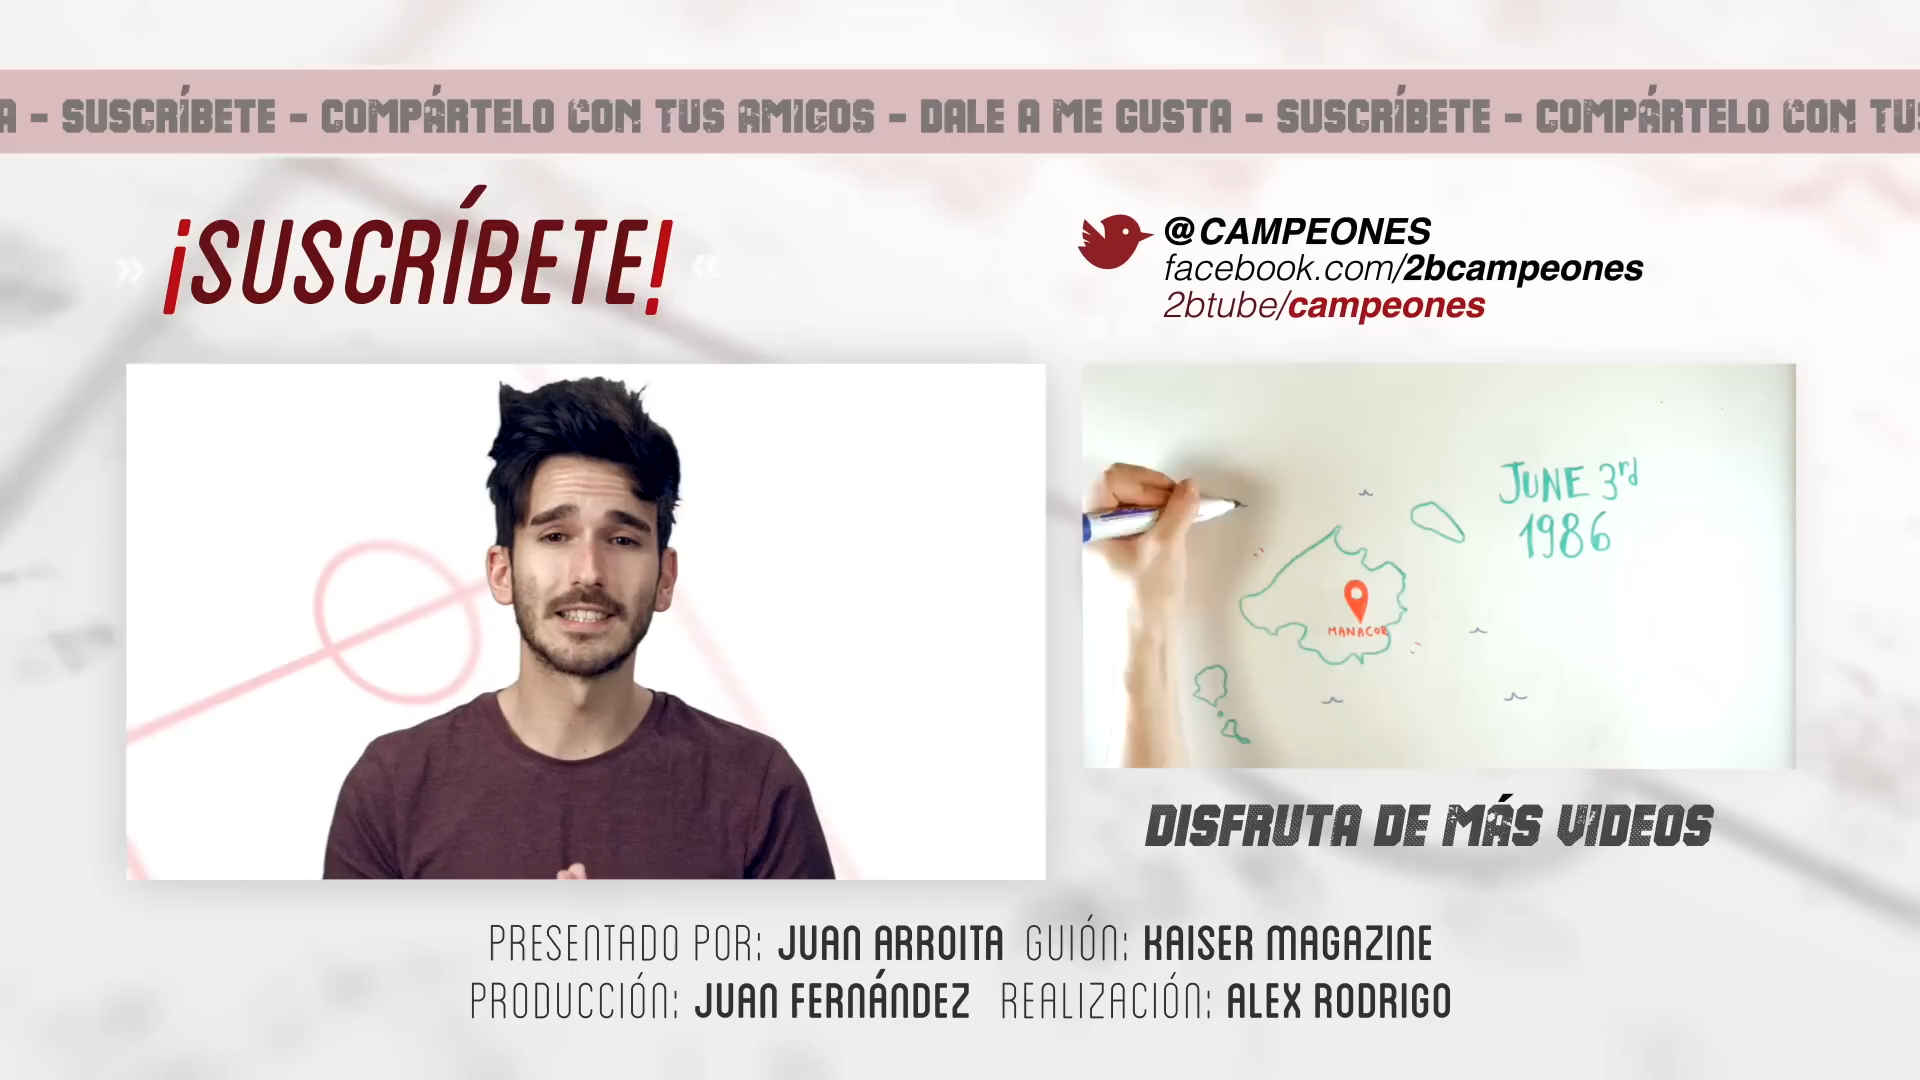 A - SUSCRÍBETE - COMPÁRTELO CON TUS AMIGOS - DALE A ME GUSTA - SUSCRÍBETE - COMPÁRTELO CON TUS
¡SUSCRÍBETE!
@CAMPEONES
facebook.com/2bcampeones
2btube/campeones
JUNE 3rd
1986
MANACOR
DISFRUTA DE MÁS VIDEOS
PRESENTADO POR: JUAN ARROITA GUIÓN: KAISER MAGAZINE
PRODUCCIÓN: JUAN FERNÁNDEZ REALIZACIÓN: ALEX RODRIGO